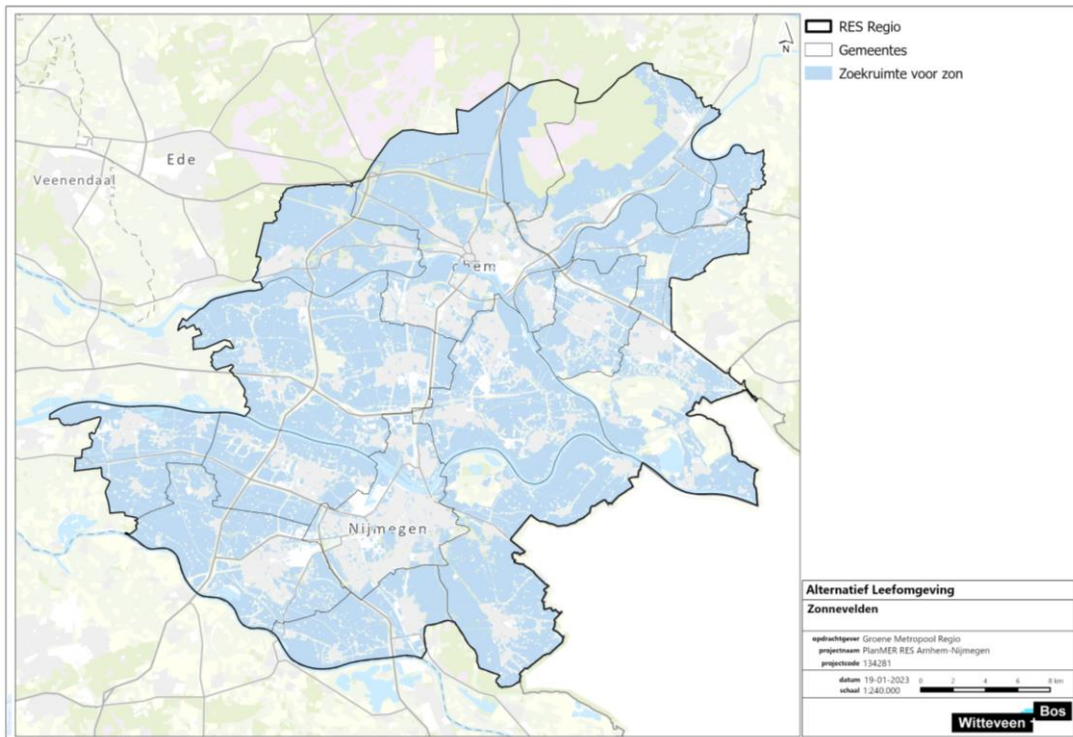 RES Regio
Gemeentes
Zoekruimte voor zon
N
Ede
Veenendaal
Nijmegen
Alternatief Leefomgeving
Zonnevelden
opdrachtgever Groene Metropool Regio
projectnaam PlanMER RES Arnhem-Nijmegen
projectcode 134281
datum 19-01-2023
schaal 1:240.000
0 2 4 6 8 km
Witteveen + Bos